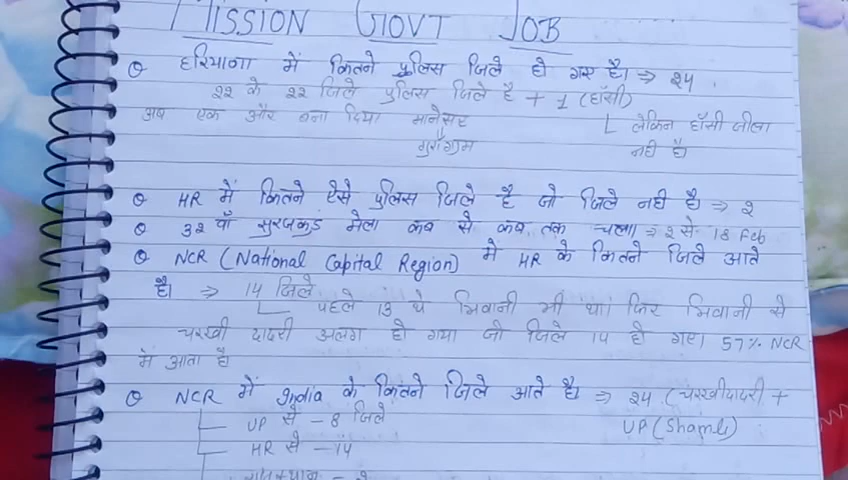 MISSION GOVT JOB
Q हरियाणा में कितने पुलिस जिले हो गए है। ⇒ 24
22 के 22 जिले पुलिस जिले है + 1 (हाँसी)
अब एक और बना दिया मानेसर
└ लेकिन हाँसी जीला
गुरुग्राम
नही है
Q HR में कितने ऐसे पुलिस जिले है जो जिले नही है ⇒ 2
Q 32 वाँ सुरजकुंड मेला कब से कब तक चला ⇒ 2 से 18 Feb
Q NCR (National Capital Region) में HR के कितने जिले आते
है। ⇒ 14 जिले
└ पहले 13 थे भिवानी भी था। फिर भिवानी से
चरखी दादरी अलग हो गया जो जिले 14 हो गए। 57% NCR
में आता है
Q NCR में India के कितने जिले आते है। ⇒ 24 (चरखीदादरी +
UP से - 8 जिले
UP (Shamli)
HR से - 14